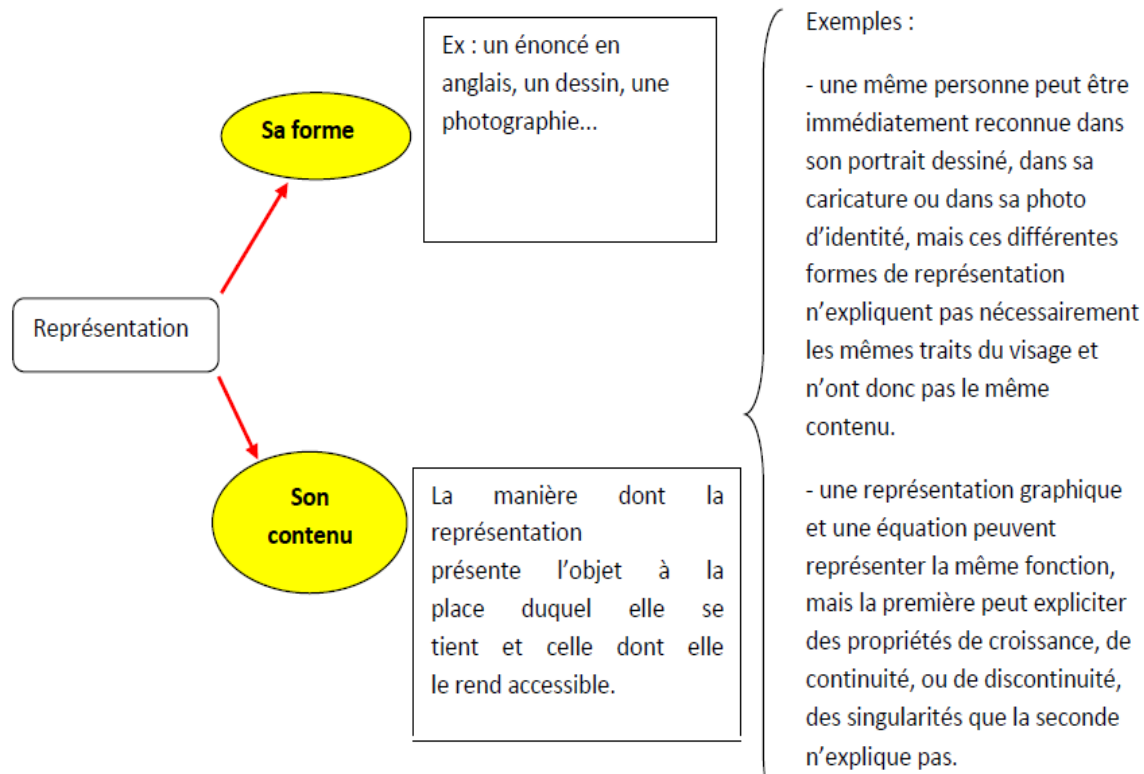 Sa forme
Ex : un énoncé en
anglais, un dessin, une
photographie...
Représentation
Son
contenu
La manière dont la
représentation
présente l'objet à la
place duquel elle se
tient et celle dont elle
le rend accessible.
Exemples :
- une même personne peut être
immédiatement reconnue dans
son portrait dessiné, dans sa
caricature ou dans sa photo
d'identité, mais ces différentes
formes de représentation
n'expliquent pas nécessairement
les mêmes traits du visage et
n'ont donc pas le même
contenu.
- une représentation graphique
et une équation peuvent
représenter la même fonction,
mais la première peut expliciter
des propriétés de croissance, de
continuité, ou de discontinuité,
des singularités que la seconde
n'explique pas.